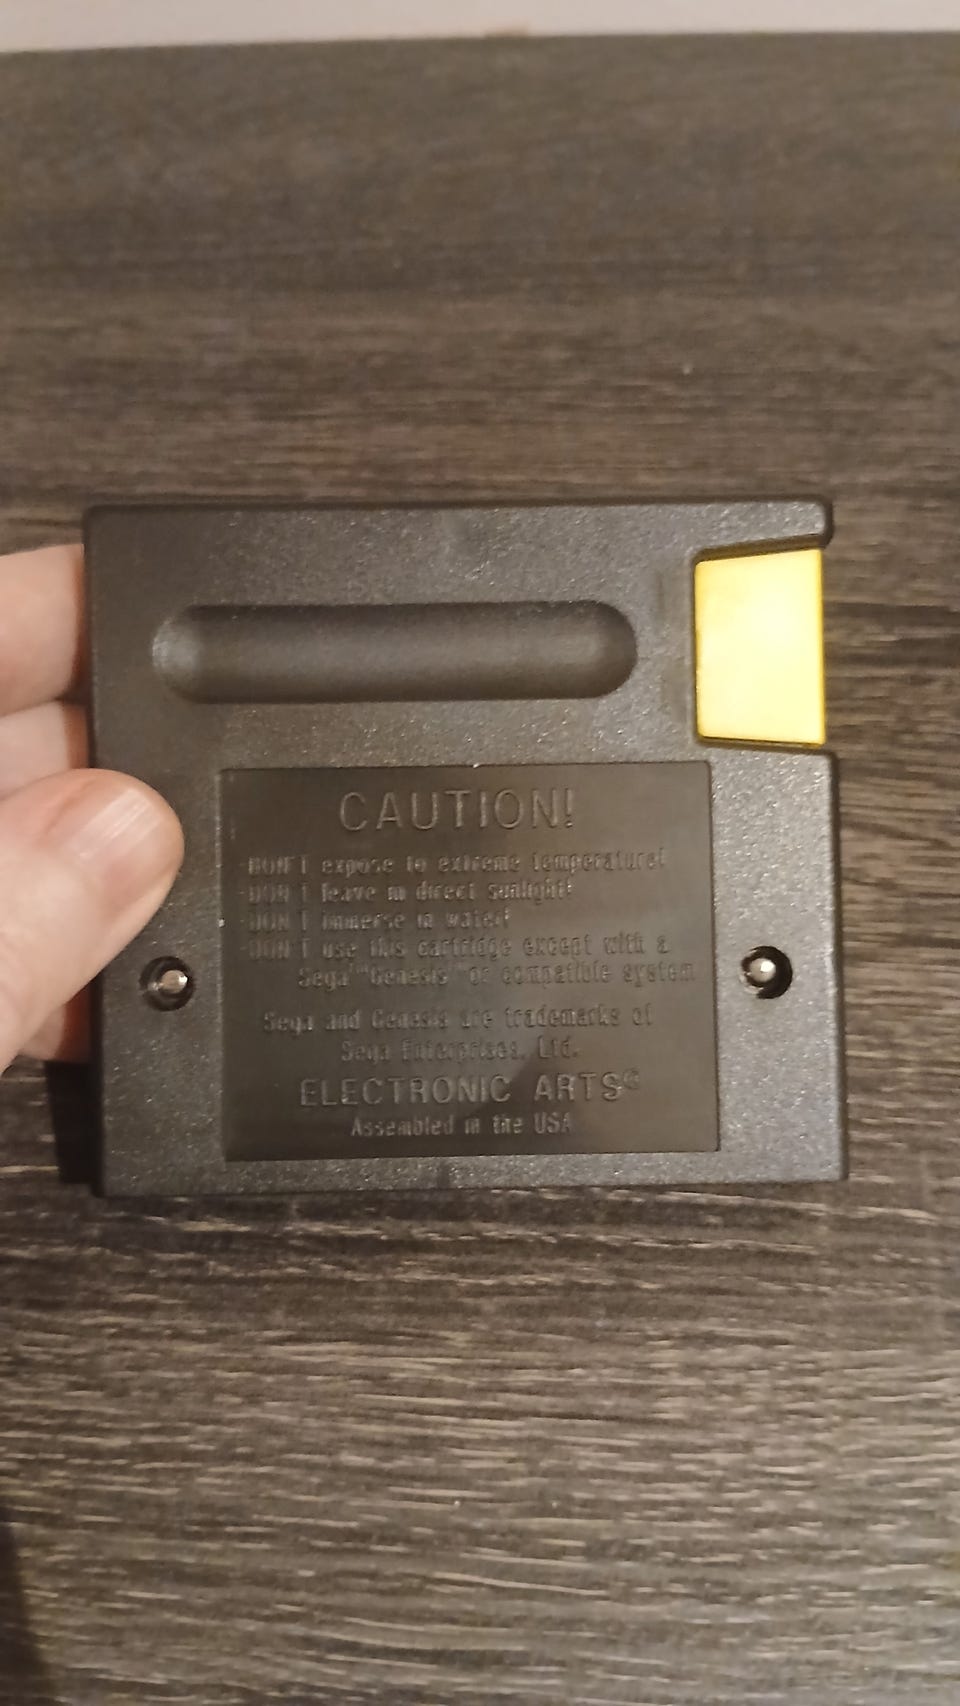 CAUTION!
-DON'T expose to extreme temperature!
-DON'T leave in direct sunlight!
-DON'T immerse in water!
-DON'T use this cartridge except with a
Sega™ Genesis™ or compatible system
Sega and Genesis are trademarks of
Sega Enterprises, Ltd.
ELECTRONIC ARTS®
Assembled in the USA